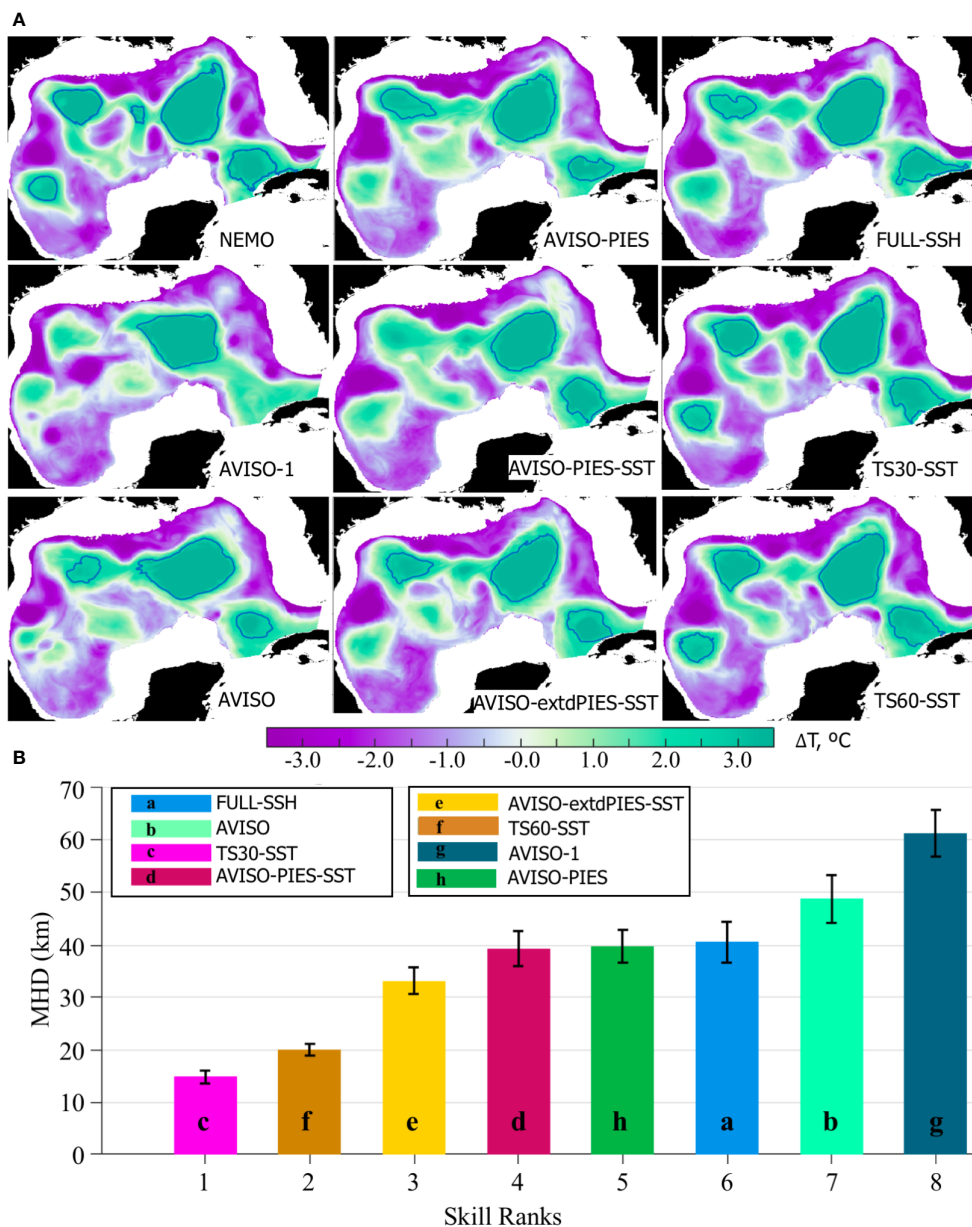 A
NEMO
AVISO-PIES
FULL-SSH
AVISO-1
AVISO-PIES-SST
TS30-SST
AVISO
AVISO-extdPIES-SST
TS60-SST
-3.0 -2.0 -1.0 -0.0 1.0 2.0 3.0
ΔT, ºC
B
70
60
50
40
30
20
10
0
MHD (km)
a FULL-SSH
b AVISO
c TS30-SST
d AVISO-PIES-SST
e AVISO-extdPIES-SST
f TS60-SST
g AVISO-1
h AVISO-PIES
c f e d h a b g
1 2 3 4 5 6 7 8
Skill Ranks